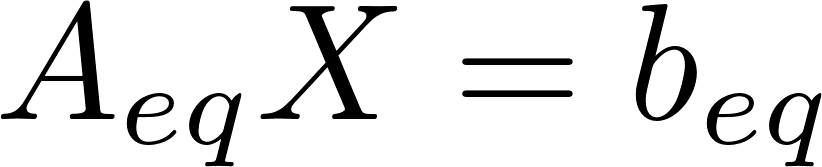 A_{eq}X = b_{eq}